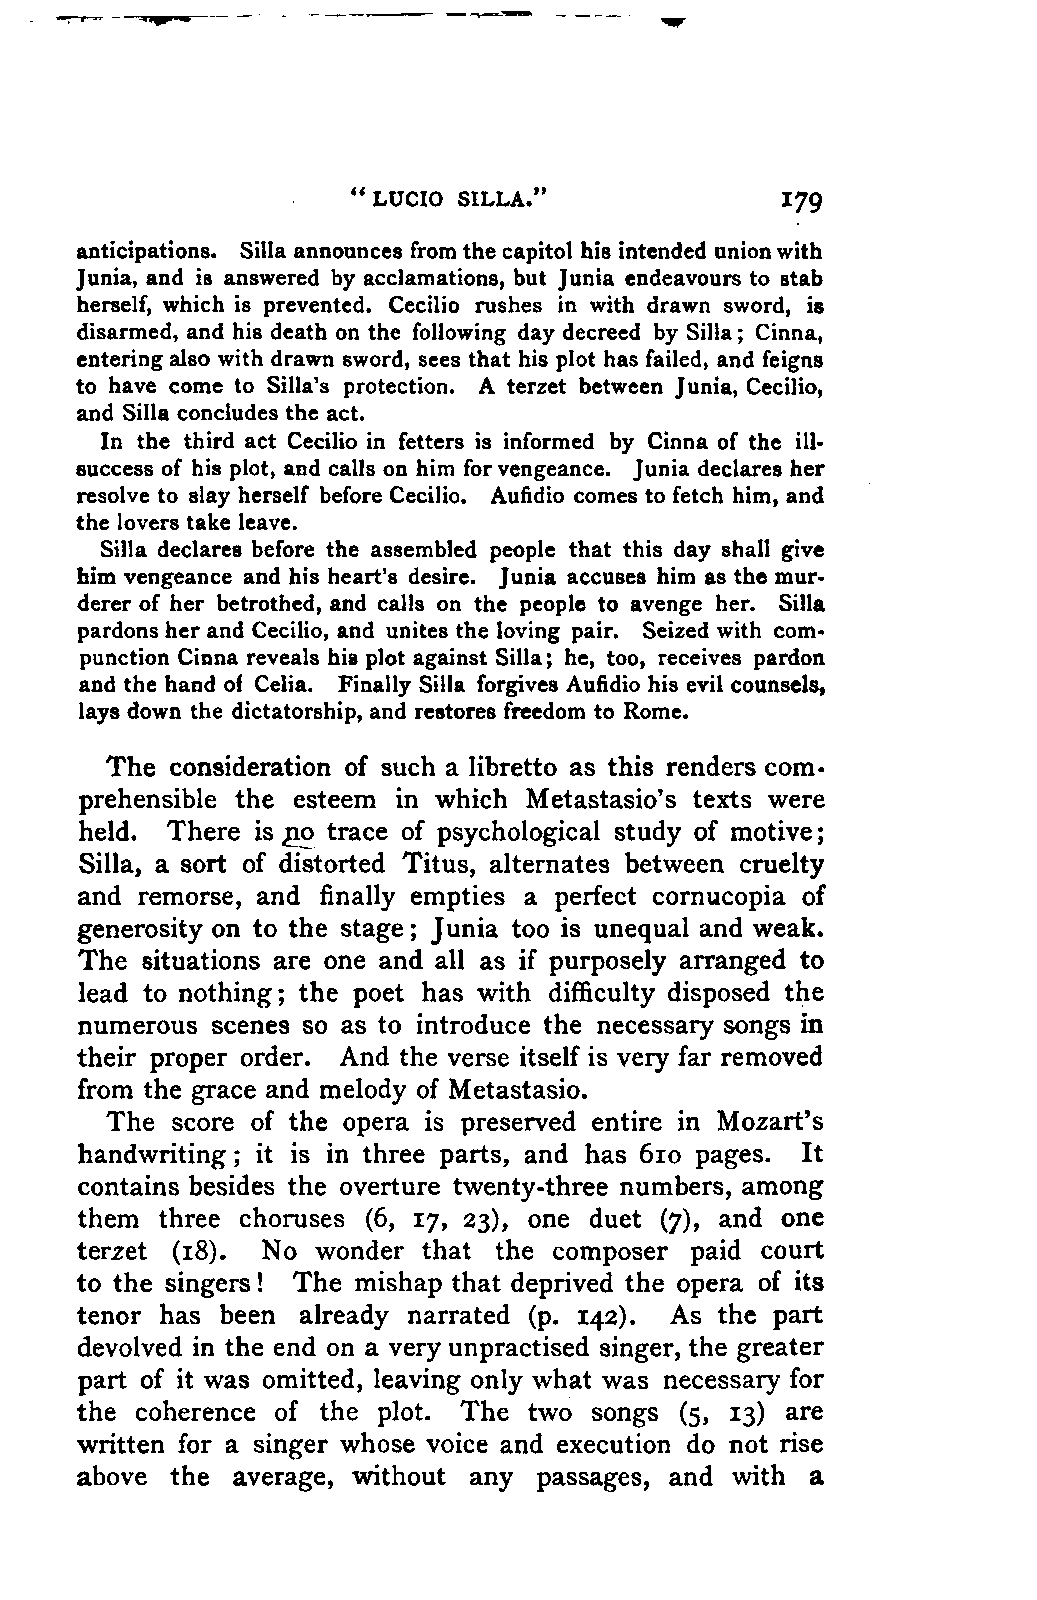 “LUCIO SILLA.” 179
anticipations. Silla announces from the capitol his intended union with
Junia, and is answered by acclamations, but Junia endeavours to stab
herself, which is prevented. Cecilio rushes in with drawn sword, is
disarmed, and his death on the following day decreed by Silla; Cinna,
entering also with drawn sword, sees that his plot has failed, and feigns
to have come to Silla's protection. A terzet between Junia, Cecilio,
and Silla concludes the act.
In the third act Cecilio in fetters is informed by Cinna of the ill-
success of his plot, and calls on him for vengeance. Junia declares her
resolve to slay herself before Cecilio. Aufidio comes to fetch him, and
the lovers take leave.
Silla declares before the assembled people that this day shall give
him vengeance and his heart's desire. Junia accuses him as the mur-
derer of her betrothed, and calls on the people to avenge her. Silla
pardons her and Cecilio, and unites the loving pair. Seized with com-
punction Cinna reveals his plot against Silla; he, too, receives pardon
and the hand of Celia. Finally Silla forgives Aufidio his evil counsels,
lays down the dictatorship, and restores freedom to Rome.
The consideration of such a libretto as this renders com-
prehensible the esteem in which Metastasio's texts were
held. There is no trace of psychological study of motive;
Silla, a sort of distorted Titus, alternates between cruelty
and remorse, and finally empties a perfect cornucopia of
generosity on to the stage; Junia too is unequal and weak.
The situations are one and all as if purposely arranged to
lead to nothing; the poet has with difficulty disposed the
numerous scenes so as to introduce the necessary songs in
their proper order. And the verse itself is very far removed
from the grace and melody of Metastasio.
The score of the opera is preserved entire in Mozart's
handwriting; it is in three parts, and has 610 pages. It
contains besides the overture twenty-three numbers, among
them three choruses (6, 17, 23), one duet (7), and one
terzet (18). No wonder that the composer paid court
to the singers! The mishap that deprived the opera of its
tenor has been already narrated (p. 142). As the part
devolved in the end on a very unpractised singer, the greater
part of it was omitted, leaving only what was necessary for
the coherence of the plot. The two songs (5, 13) are
written for a singer whose voice and execution do not rise
above the average, without any passages, and with a